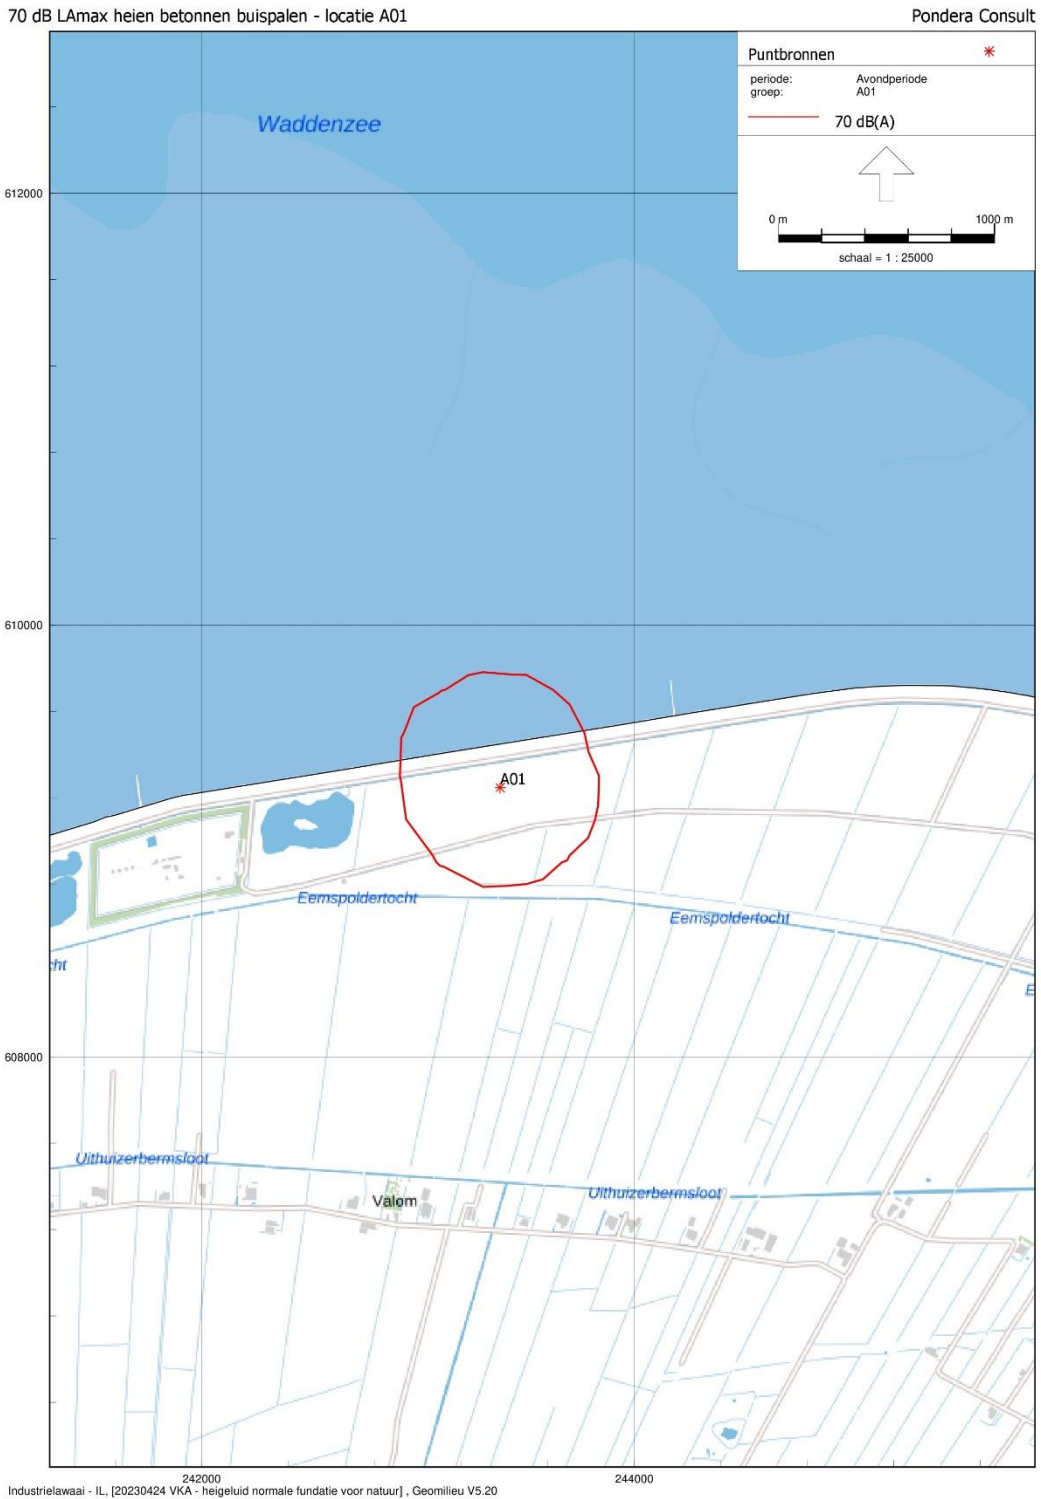 70 dB LAmax heien betonnen buispalen - locatie A01
Pondera Consult
Puntbronnen
periode: Avondperiode
groep: A01
70 dB(A)
0 m 1000 m
schaal = 1 : 25000
Waddenzee
612000
610000
A01
Eemspoldertocht
Eemspoldertocht
cht
E
608000
Uithuizerbermsloot
Uithuizerbermsloot
Valom
242000
244000
Industrielawaai - IL, [20230424 VKA - heigeluid normale fundatie voor natuur] , Geomilieu V5.20